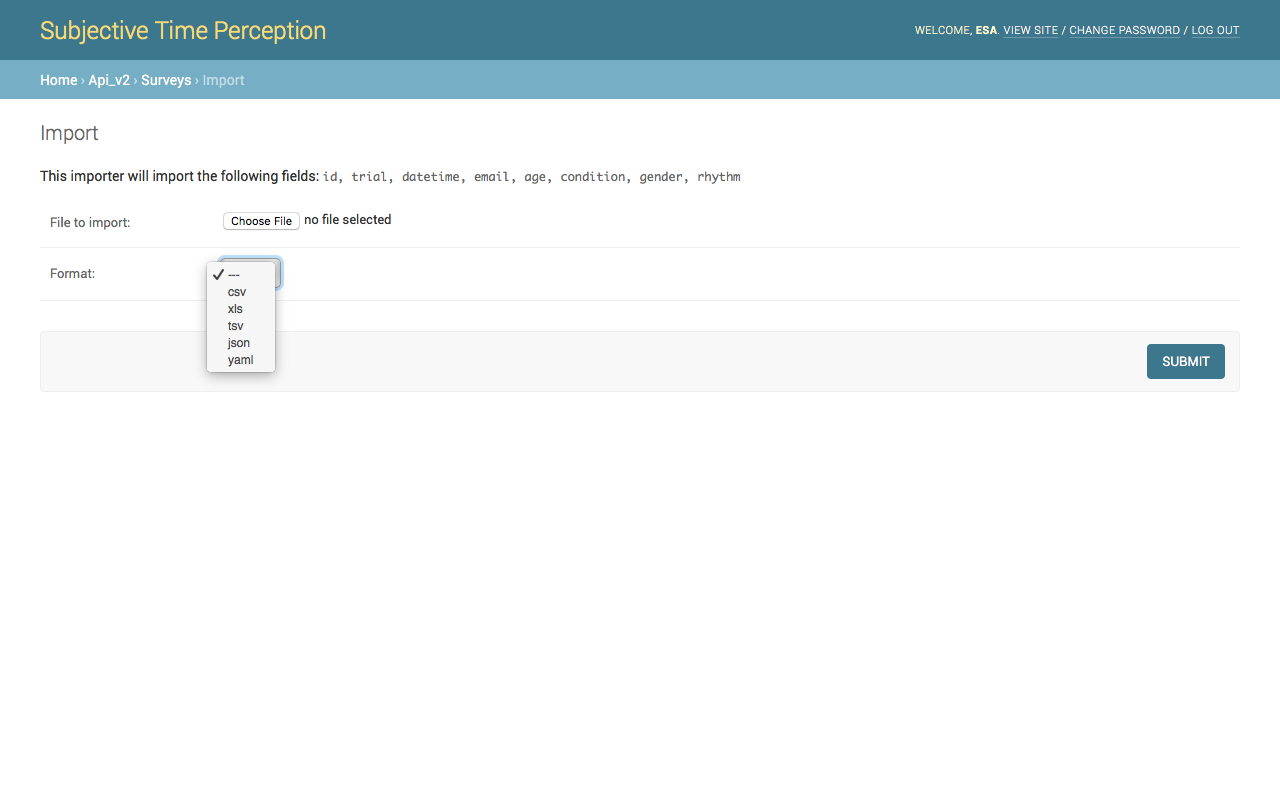 Subjective Time Perception
WELCOME, ESA. VIEW SITE / CHANGE PASSWORD / LOG OUT
Home › Api_v2 › Surveys › Import
Import
This importer will import the following fields: id, trial, datetime, email, age, condition, gender, rhythm
File to import: Choose File no file selected
Format:
✓ ---
csv
xls
tsv
json
yaml
SUBMIT